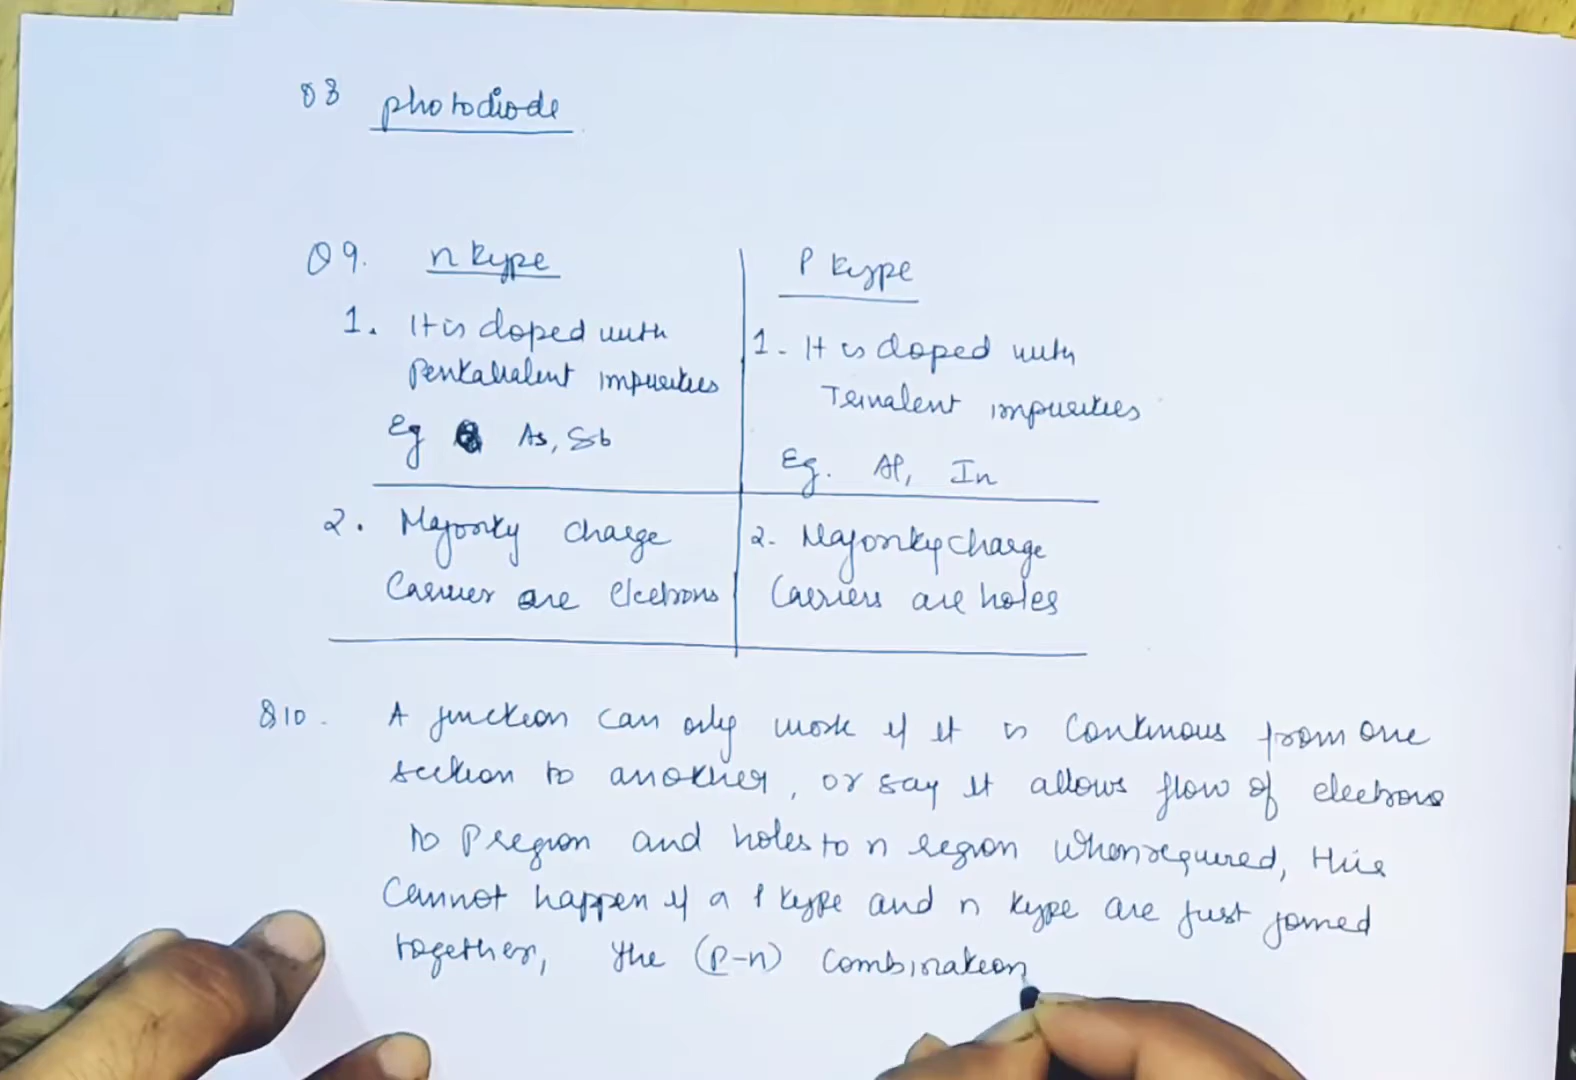 Q8 photodiode
Q9. n type
1. It is doped with
Pentavalent impurities
Eg As, Sb
2. Majority charge
Carrier are electrons
P type
1. It is doped with
Trivalent impurities
Eg. Al, In
2. Majority charge
Carriers are holes
Q10. A junction can only work if it is continous from one
section to another, or say it allows flow of electrons
to P region and holes to n region when required, this
cannot happen if a P type and n type are just joined
together, the (P-n) combination